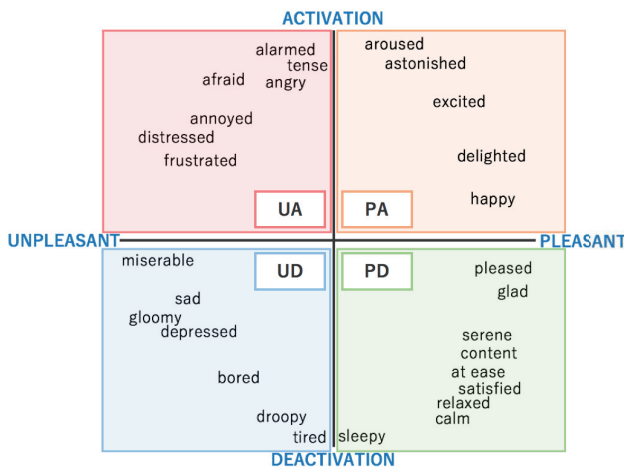 ACTIVATION
alarmed
tense
afraid
angry
annoyed
distressed
frustrated
UA
aroused
astonished
excited
delighted
happy
PA
UNPLEASANT
PLEASANT
miserable
UD
sad
gloomy
depressed
bored
droopy
tired
PD
pleased
glad
serene
content
at ease
satisfied
relaxed
calm
sleepy
DEACTIVATION